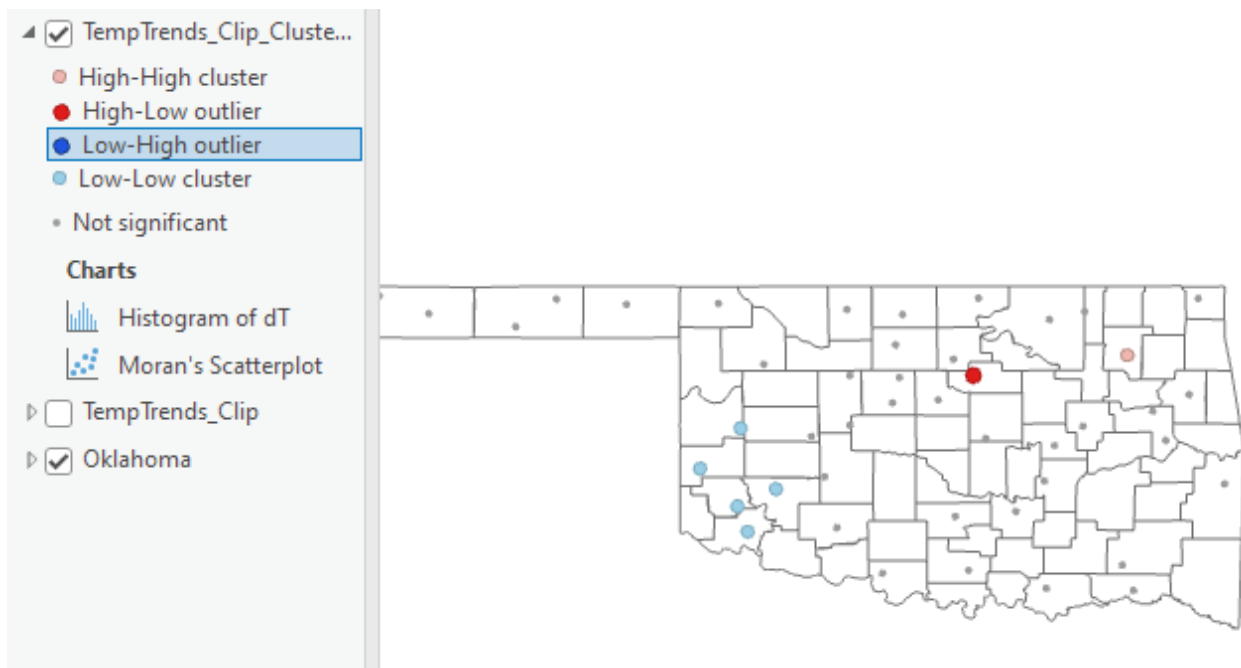 TempTrends_Clip_Cluste...
High-High cluster
High-Low outlier
Low-High outlier
Low-Low cluster
Not significant
Charts
Histogram of dT
Moran's Scatterplot
TempTrends_Clip
Oklahoma